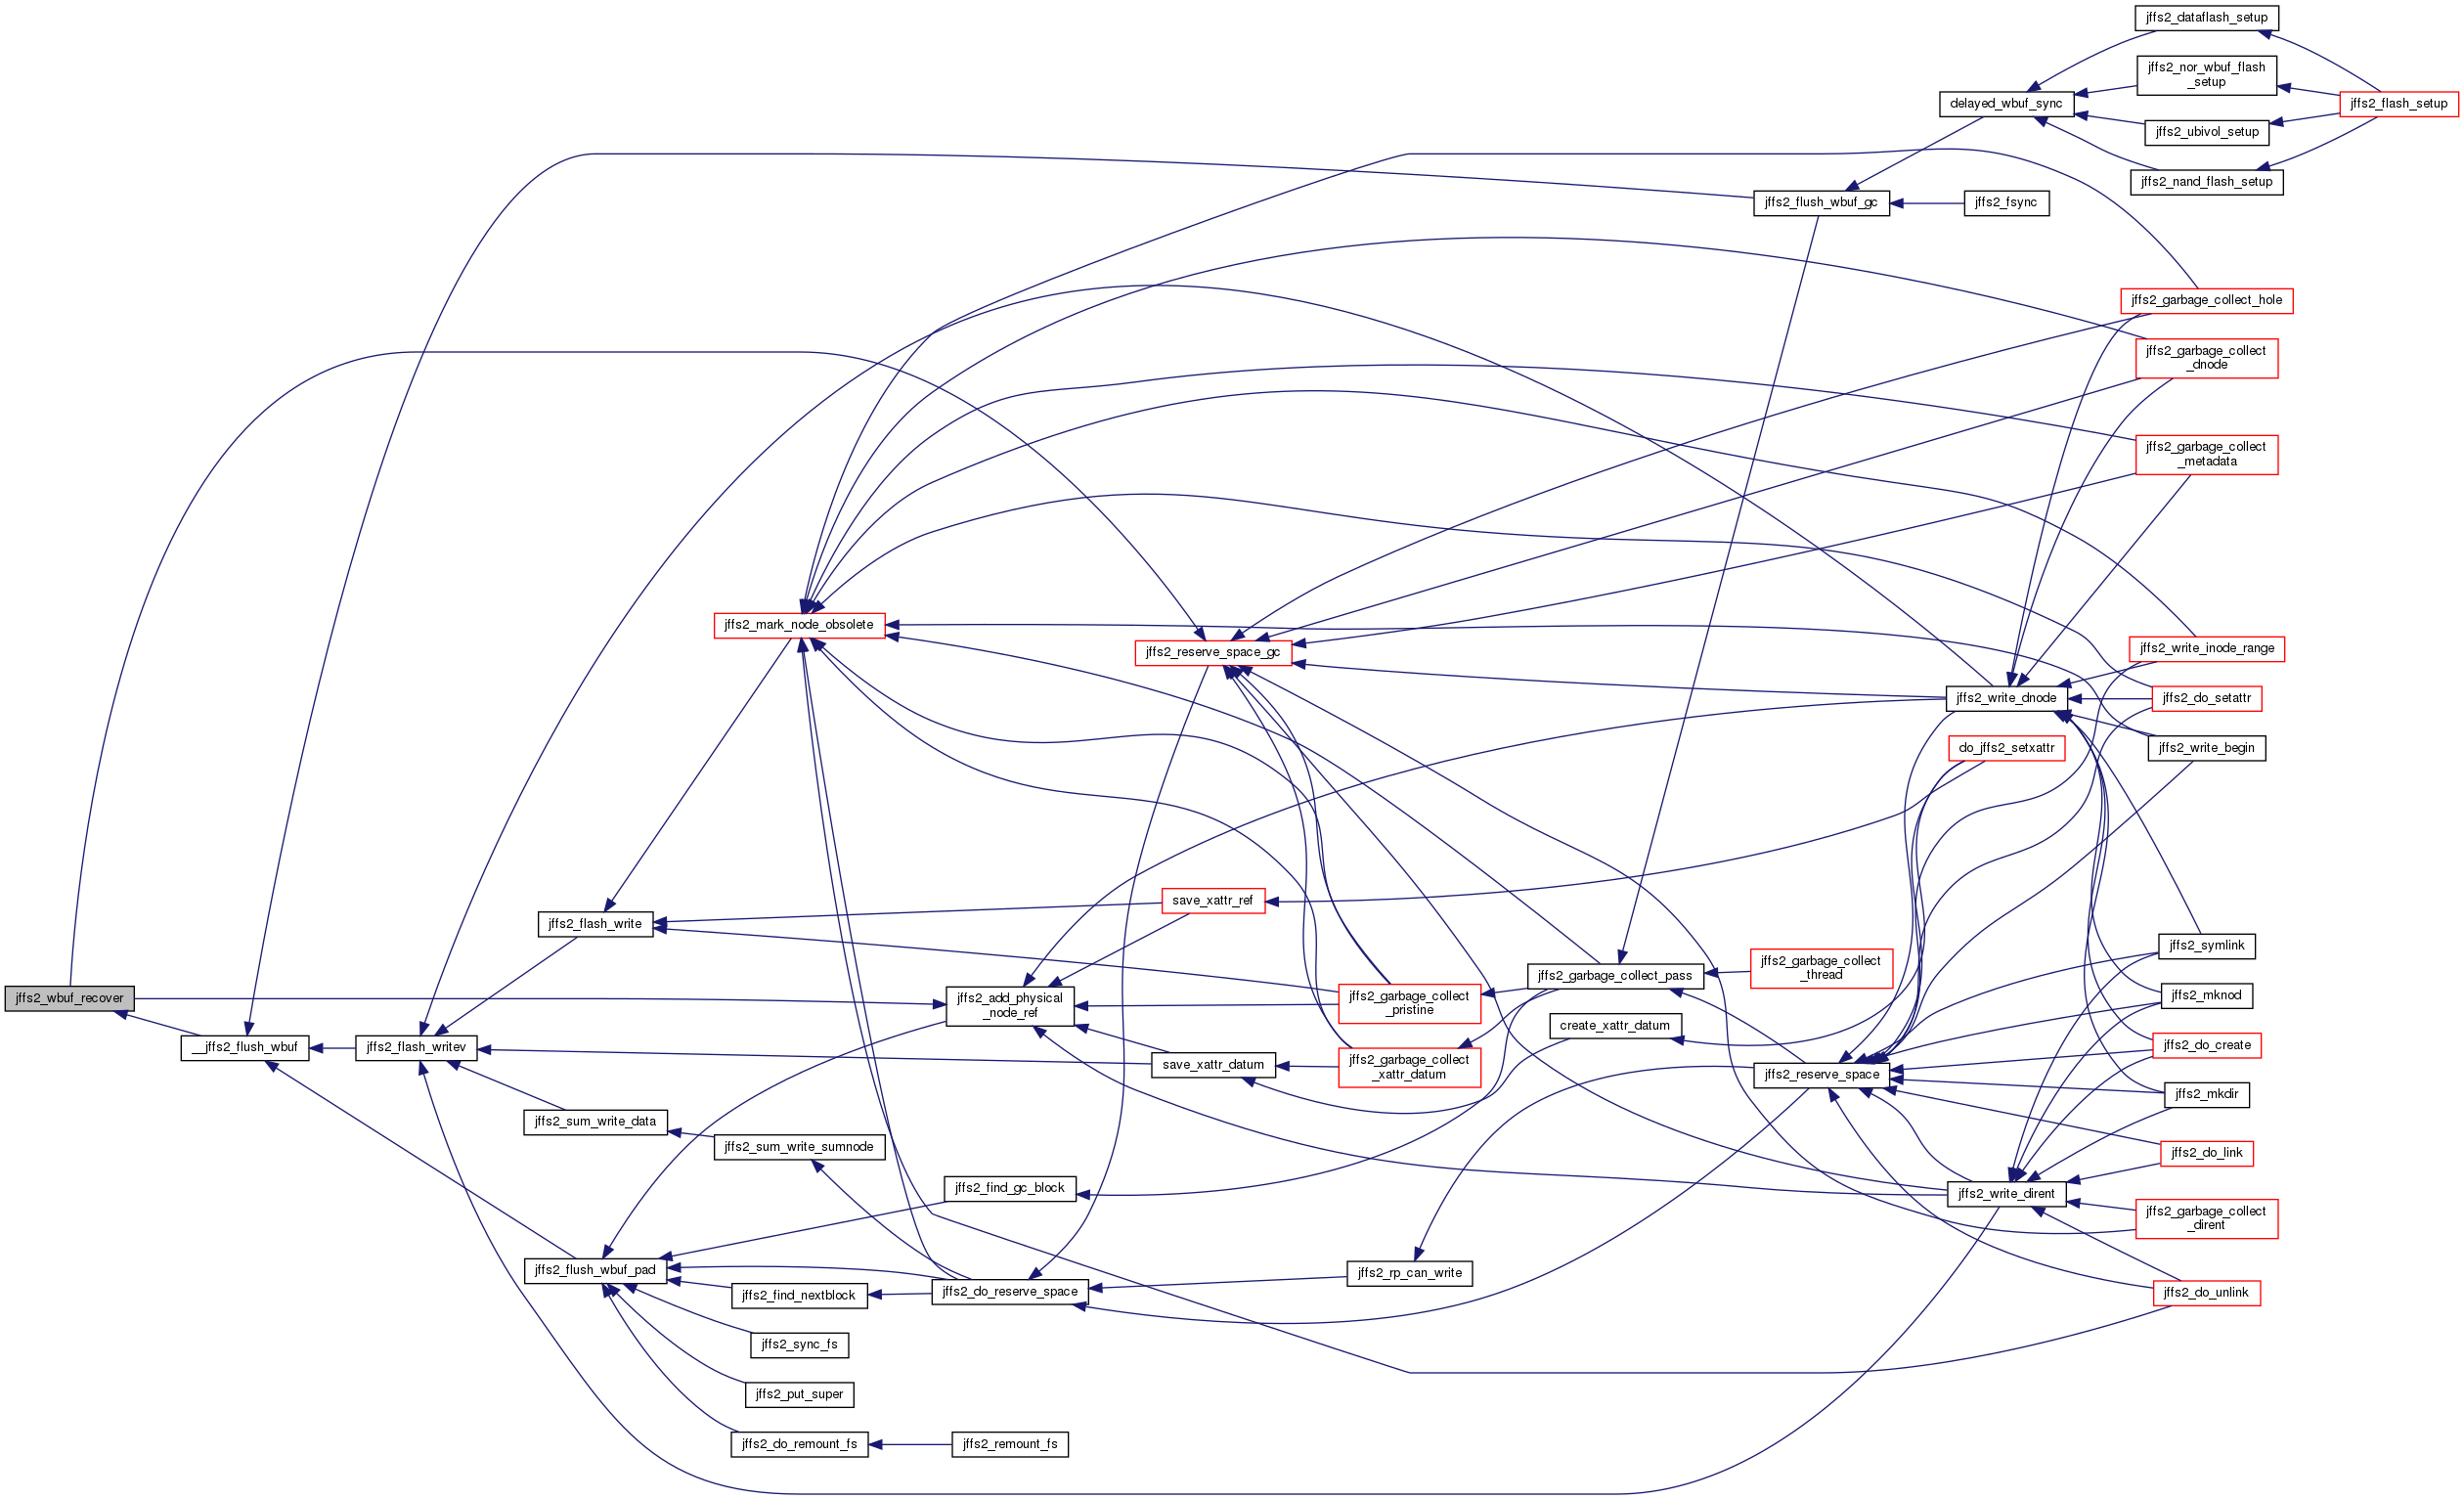 jffs2_dataflash_setup
jffs2_nor_wbuf_flash
_setup
delayed_wbuf_sync
jffs2_flash_setup
jffs2_ubivol_setup
jffs2_nand_flash_setup
jffs2_flush_wbuf_gc
jffs2_fsync
jffs2_garbage_collect_hole
jffs2_garbage_collect
_dnode
jffs2_garbage_collect
_metadata
jffs2_mark_node_obsolete
jffs2_reserve_space_gc
jffs2_write_inode_range
jffs2_write_dnode
jffs2_do_setattr
do_jffs2_setxattr
jffs2_write_begin
save_xattr_ref
jffs2_flash_write
jffs2_symlink
jffs2_garbage_collect_pass
jffs2_garbage_collect
_thread
jffs2_wbuf_recover
jffs2_add_physical
_node_ref
jffs2_garbage_collect
_pristine
jffs2_mknod
create_xattr_datum
__jffs2_flush_wbuf
jffs2_flash_writev
jffs2_do_create
save_xattr_datum
jffs2_garbage_collect
_xattr_datum
jffs2_reserve_space
jffs2_mkdir
jffs2_sum_write_data
jffs2_sum_write_sumnode
jffs2_do_link
jffs2_find_gc_block
jffs2_write_dirent
jffs2_garbage_collect
_dirent
jffs2_flush_wbuf_pad
jffs2_rp_can_write
jffs2_find_nextblock
jffs2_do_reserve_space
jffs2_do_unlink
jffs2_sync_fs
jffs2_put_super
jffs2_do_remount_fs
jffs2_remount_fs